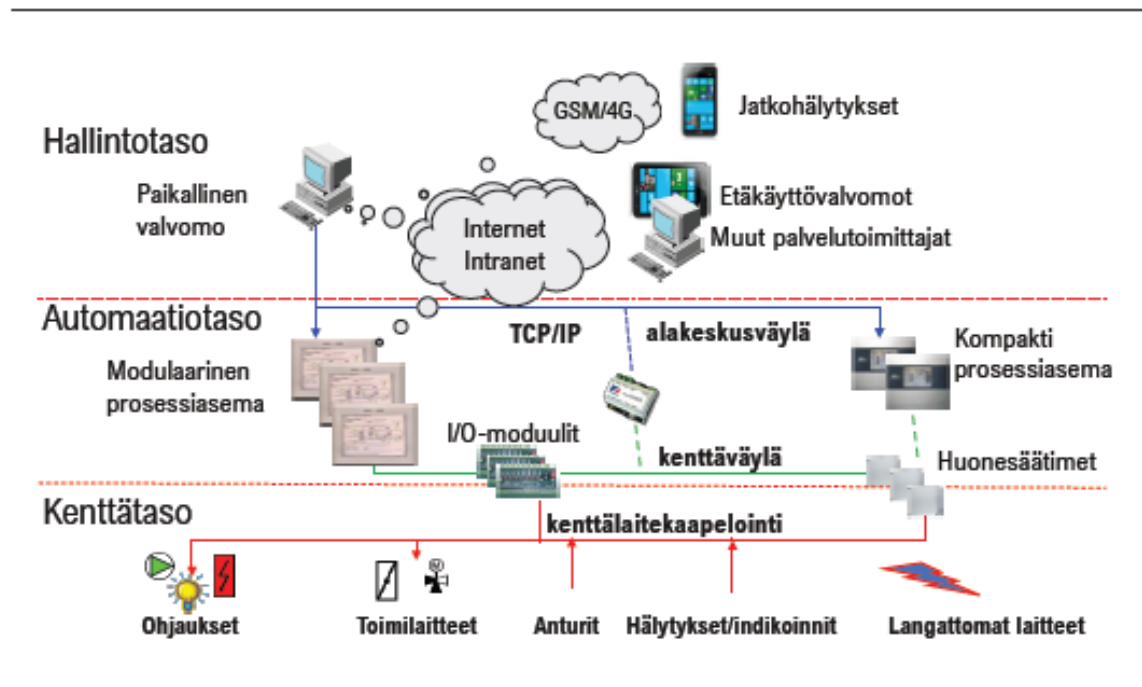 GSM/4G
Jatkohälytykset
Hallintotaso
Paikallinen
valvomo
Internet
Intranet
Etäkäyttövalvomot
Muut palvelutoimittajat
Automaatiotaso
TCP/IP
alakeskusväylä
Kompakti
prosessiasema
Modulaarinen
prosessiasema
I/O-moduulit
kenttäväylä
Huonesäätimet
Kenttätaso
kenttälaitekaapelointi
Ohjaukset
Toimilaitteet
Anturit
Hälytykset/indikoinnit
Langattomat laitteet